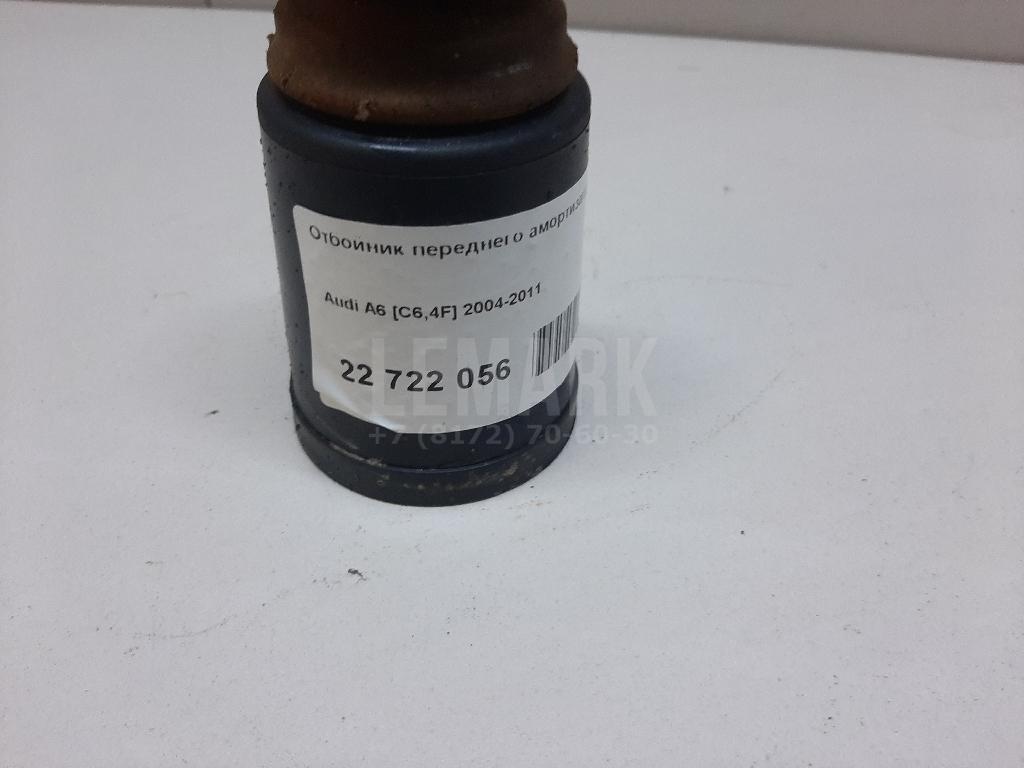 Отбойник переднего
Audi A6 [C6,4F] 2004-2011
22 722 056
LEMARK
+7 (8172) 70-60-30